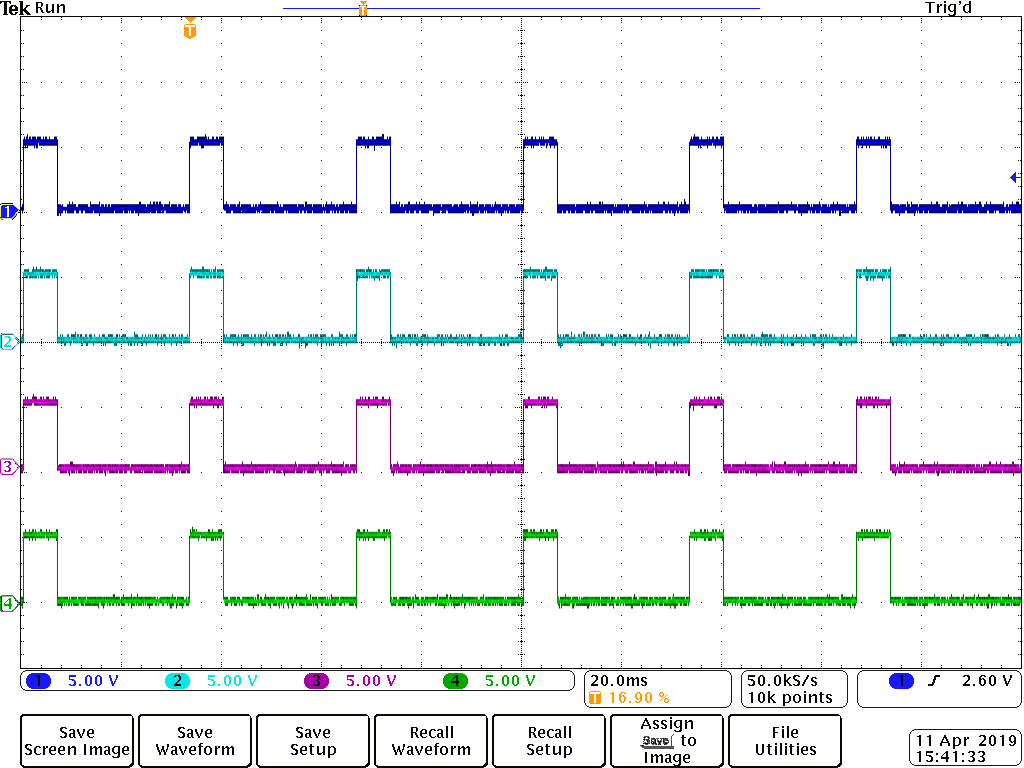 Tek Run
T
Trig'd
T
1
2
3
4
1 5.00 V 2 5.00 V 3 5.00 V 4 5.00 V
20.0ms
T 16.90 %
50.0kS/s
10k points
1 2.60 V
Save
Screen Image
Save
Waveform
Save
Setup
Recall
Waveform
Recall
Setup
Assign
Save to
Image
File
Utilities
11 Apr 2019
15:41:33